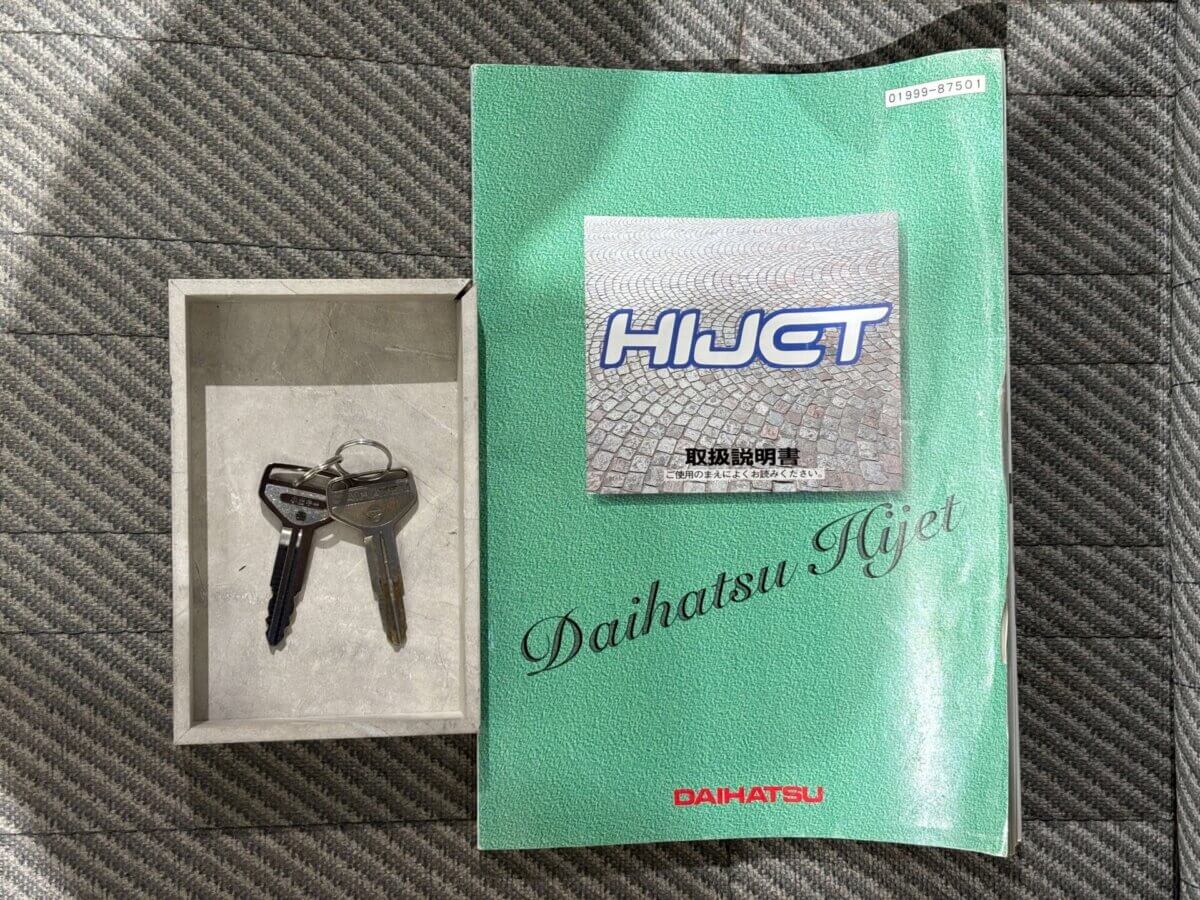 01999-87501
HIJET
取扱説明書
ご使用のまえによくお読みください。
Daihatsu Hijet
DAIHATSU